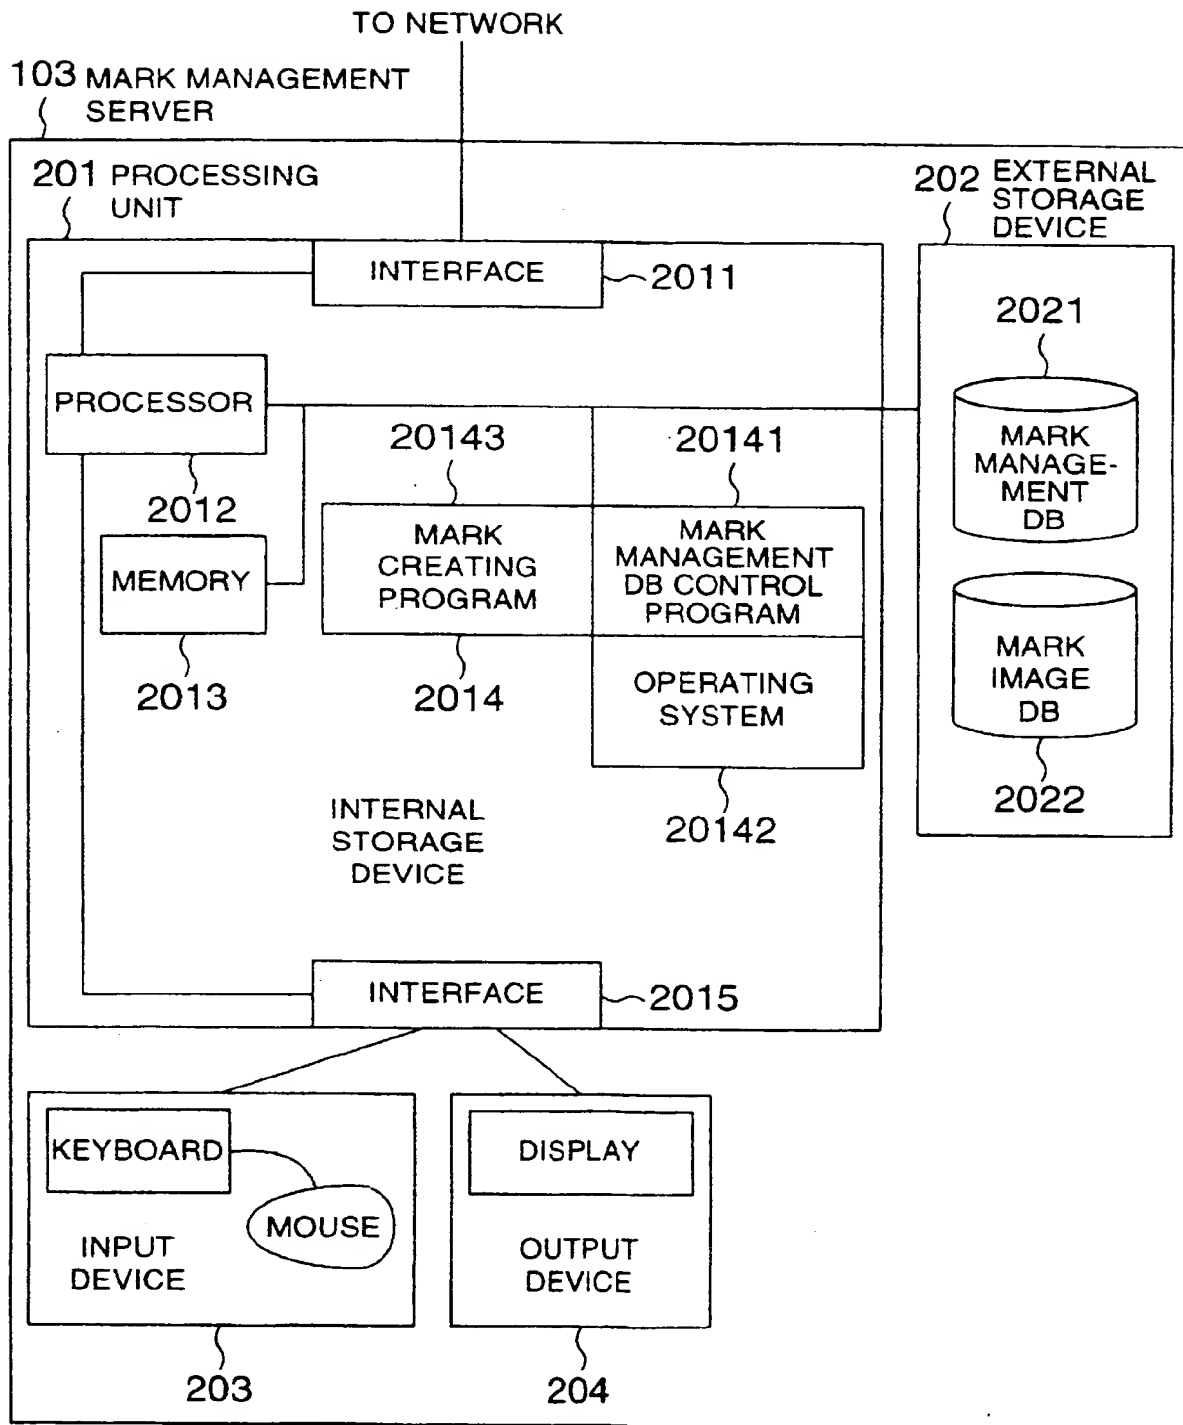 TO NETWORK
103 MARK MANAGEMENT
SERVER
201 PROCESSING
UNIT
202 EXTERNAL
STORAGE
DEVICE
INTERFACE
2011
2021
PROCESSOR
MARK
MANAGE-
MENT
DB
20143
20141
2012
MARK
CREATING
PROGRAM
MARK
MANAGEMENT
DB CONTROL
PROGRAM
MEMORY
2013
2014
OPERATING
SYSTEM
MARK
IMAGE
DB
2022
20142
INTERNAL
STORAGE
DEVICE
INTERFACE
2015
KEYBOARD
MOUSE
INPUT
DEVICE
DISPLAY
OUTPUT
DEVICE
203
204